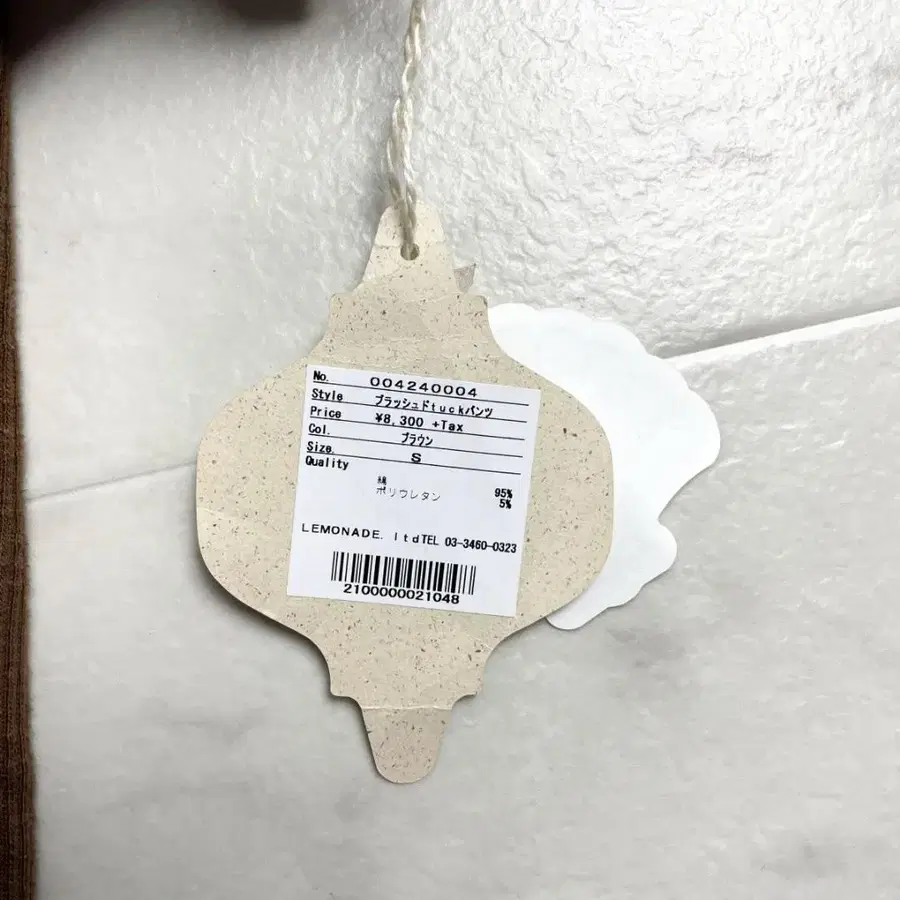 No. 004240004
Style ブラッシュドtuckパンツ
Price ¥8,300 +Tax
Col. ブラウン
Size. S
Quality
綿 95%
ポリウレタン 5%
LEMONADE. ltd TEL 03-3460-0323
2100000021048